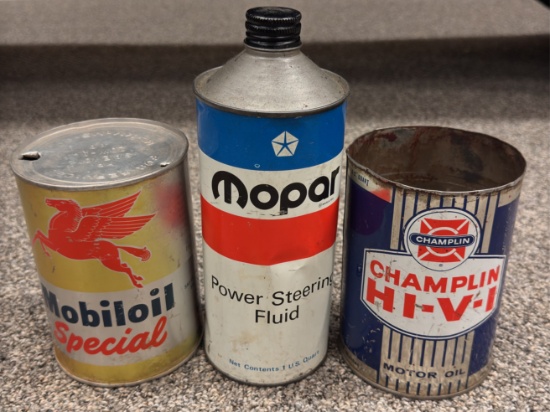 Mobiloil
Special
Mopar
Power Steering
Fluid
Net Contents 1 U.S. Quart
CHAMPLIN
CHAMPLIN
HI-V-I
MOTOR OIL